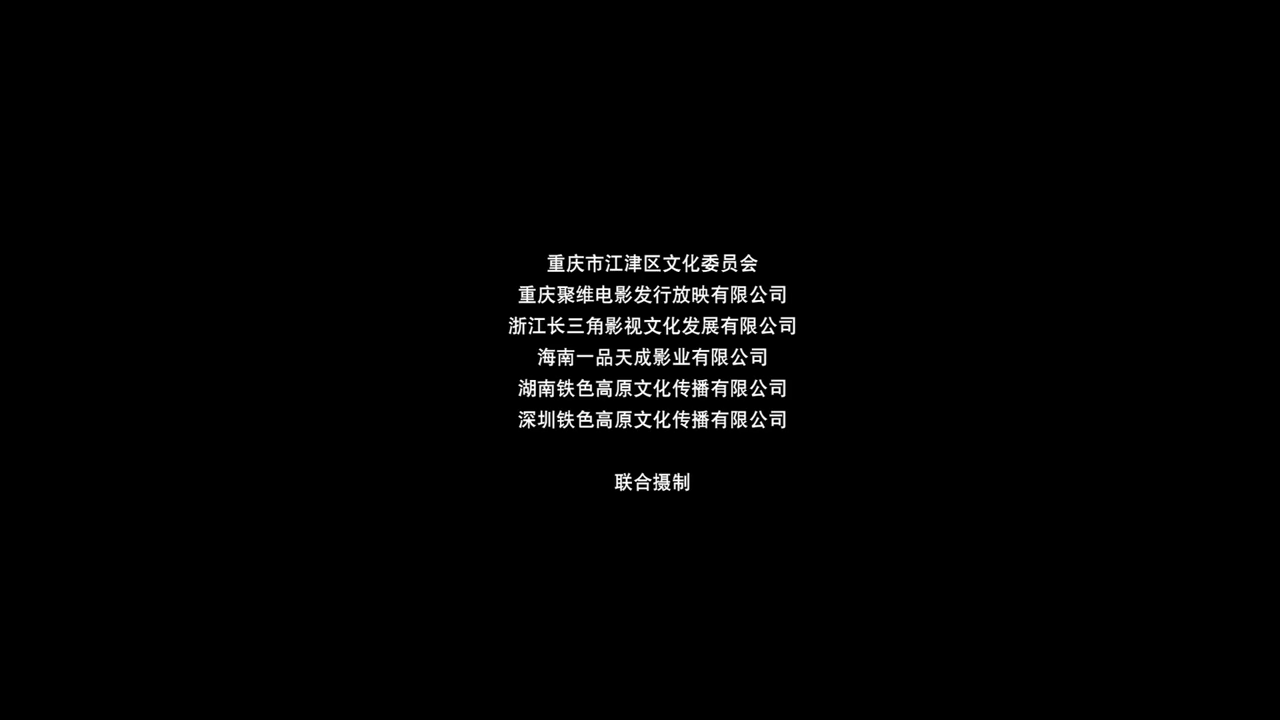 重庆市江津区文化委员会
重庆聚维电影发行放映有限公司
浙江长三角影视文化发展有限公司
海南一品天成影业有限公司
湖南铁色高原文化传播有限公司
深圳铁色高原文化传播有限公司
联合摄制